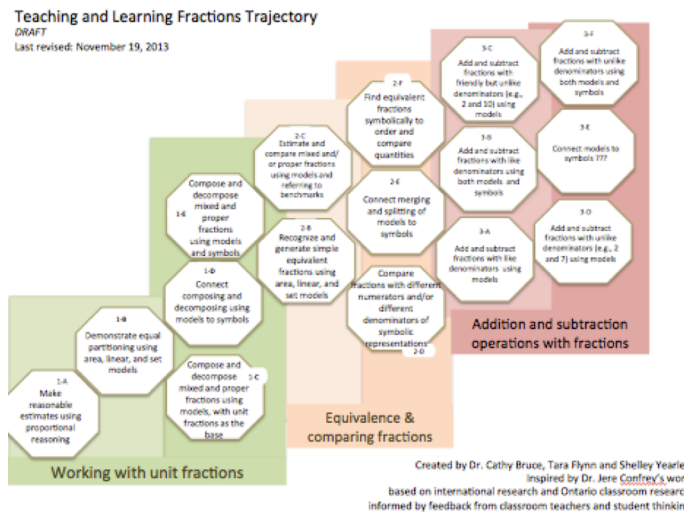 Teaching and Learning Fractions Trajectory
DRAFT
Last revised: November 19, 2013
1-A
Make
reasonable
estimates using
proportional
reasoning
1-B
Demonstrate equal
partitioning using
area, linear, and set
models
Compose and
decompose
1-C
mixed and proper
fractions using
models, with unit
fractions as the
base
1-D
Connect
composing and
decomposing using
models to symbols
Compose and
decompose
mixed and
1-E
proper
fractions
using models
and symbols
Working with unit fractions
2-B
Recognize and
generate simple
equivalent
fractions using
area, linear, and
set models
2-C
Estimate and
compare mixed and/
or proper fractions
using models and
referring to
benchmarks
Compare
fractions with different
numerators and/or
different
denominators of
symbolic
representations
2-D
2-E
Connect merging
and splitting of
models to
symbols
2-F
Find equivalent
fractions
symbolically to
order and
compare
quantities
Equivalence &
comparing fractions
3-A
Add and subtract
fractions with like
denominators using
models
3-B
Add and subtract
fractions with like
denominators using
both models and
symbols
3-C
Add and subtract
fractions with
friendly but unlike
denominators (e.g.,
2 and 10) using
models
3-D
Add and subtract
fractions with unlike
denominators (e.g., 2
and 7) using models
3-E
Connect models to
symbols ???
3-F
Add and subtract
fractions with unlike
denominators using
both models and
symbols
Addition and subtraction
operations with fractions
Created by Dr. Cathy Bruce, Tara Flynn and Shelley Yearle
Inspired by Dr. Jere Confrey's wor
based on international research and Ontario classroom researc
informed by feedback from classroom teachers and student thinkin